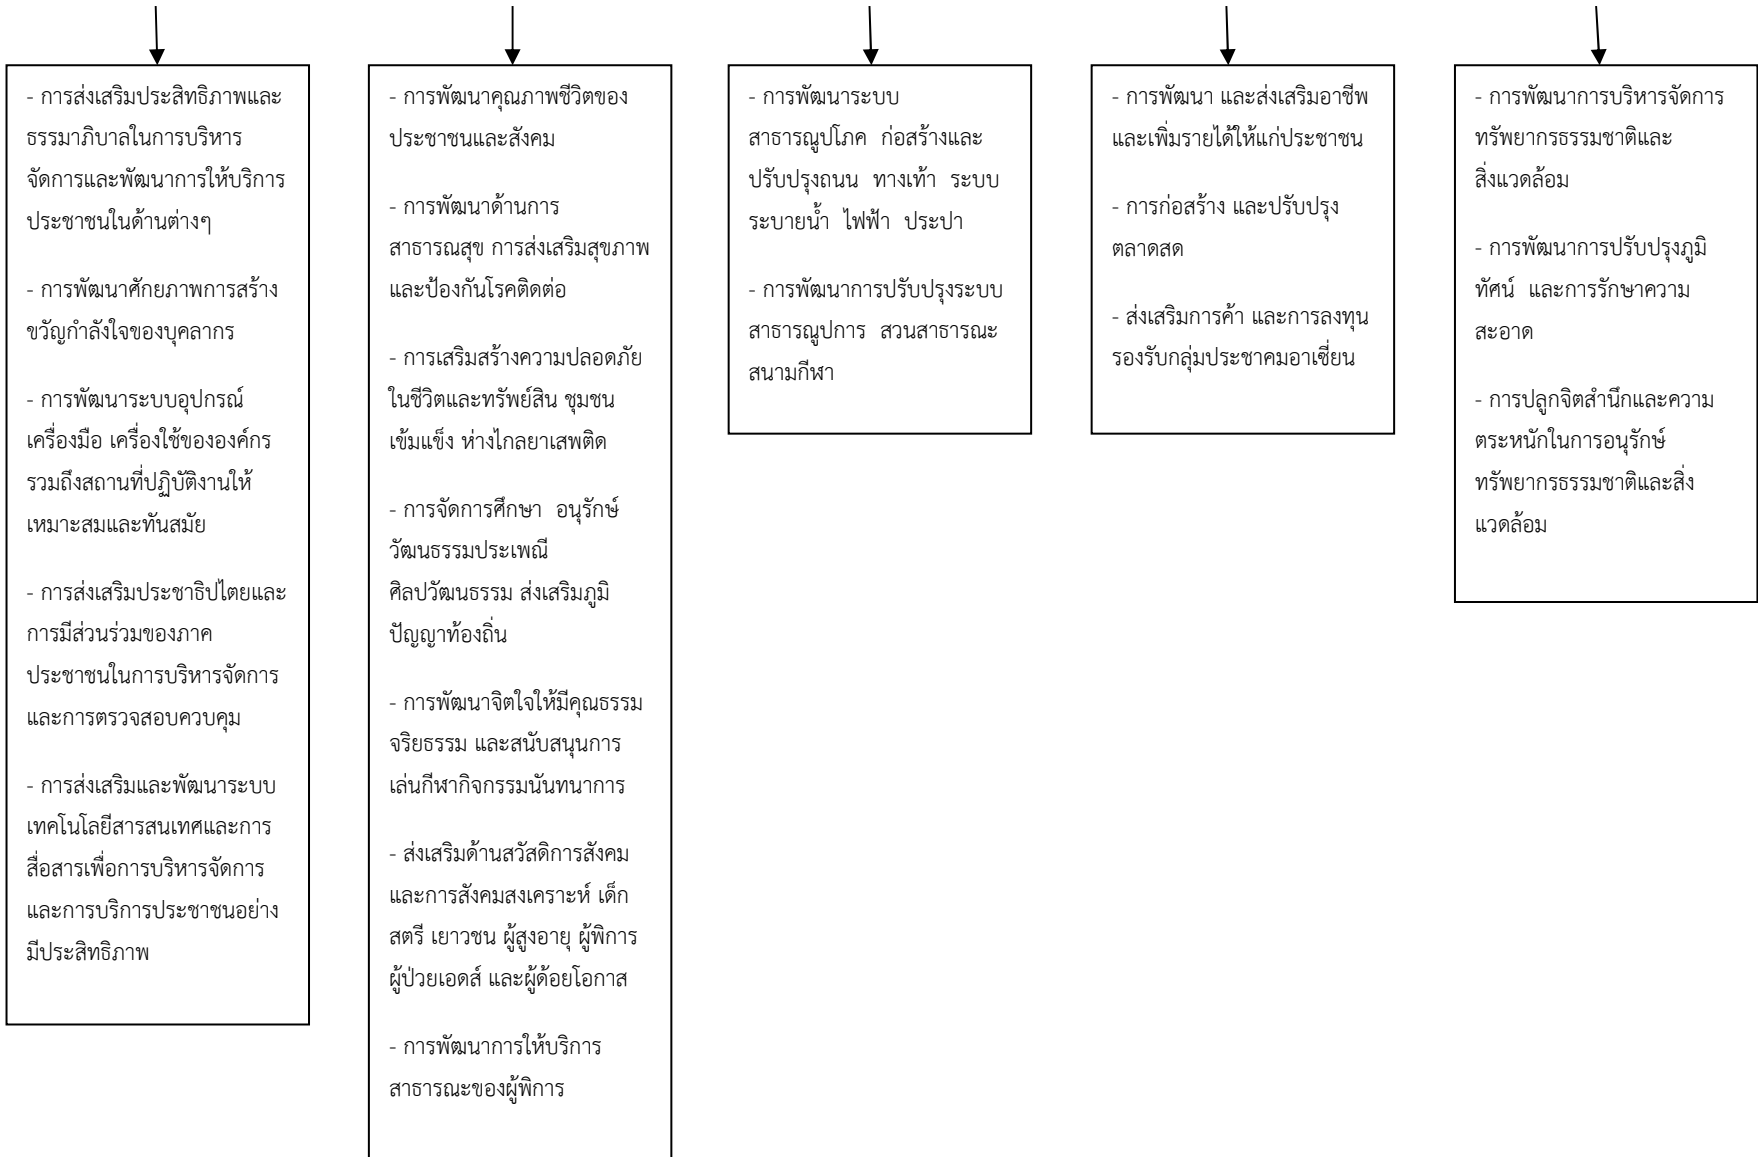 - การส่งเสริมประสิทธิภาพและ
ธรรมาภิบาลในการบริหาร
จัดการและพัฒนาการให้บริการ
ประชาชนในด้านต่างๆ
- การพัฒนาศักยภาพการสร้าง
ขวัญกำลังใจของบุคลากร
- การพัฒนาระบบอุปกรณ์
เครื่องมือ เครื่องใช้ขององค์กร
รวมถึงสถานที่ปฏิบัติงานให้
เหมาะสมและทันสมัย
- การส่งเสริมประชาธิปไตยและ
การมีส่วนร่วมของภาค
ประชาชนในการบริหารจัดการ
และการตรวจสอบควบคุม
- การส่งเสริมและพัฒนาระบบ
เทคโนโลยีสารสนเทศและการ
สื่อสารเพื่อการบริหารจัดการ
และการบริการประชาชนอย่าง
มีประสิทธิภาพ
- การพัฒนาคุณภาพชีวิตของ
ประชาชนและสังคม
- การพัฒนาด้านการ
สาธารณสุข การส่งเสริมสุขภาพ
และป้องกันโรคติดต่อ
- การเสริมสร้างความปลอดภัย
ในชีวิตและทรัพย์สิน ชุมชน
เข้มแข็ง ห่างไกลยาเสพติด
- การจัดการศึกษา อนุรักษ์
วัฒนธรรมประเพณี
ศิลปวัฒนธรรม ส่งเสริมภูมิ
ปัญญาท้องถิ่น
- การพัฒนาจิตใจให้มีคุณธรรม
จริยธรรม และสนับสนุนการ
เล่นกีฬากิจกรรมนันทนาการ
- ส่งเสริมด้านสวัสดิการสังคม
และการสังคมสงเคราะห์ เด็ก
สตรี เยาวชน ผู้สูงอายุ ผู้พิการ
ผู้ป่วยเอดส์ และผู้ด้อยโอกาส
- การพัฒนาการให้บริการ
สาธารณะของผู้พิการ
- การพัฒนาระบบ
สาธารณูปโภค ก่อสร้างและ
ปรับปรุงถนน ทางเท้า ระบบ
ระบายน้ำ ไฟฟ้า ประปา
- การพัฒนาการปรับปรุงระบบ
สาธารณูปการ สวนสาธารณะ
สนามกีฬา
- การพัฒนา และส่งเสริมอาชีพ
และเพิ่มรายได้ให้แก่ประชาชน
- การก่อสร้าง และปรับปรุง
ตลาดสด
- ส่งเสริมการค้า และการลงทุน
รองรับกลุ่มประชาคมอาเซี่ยน
- การพัฒนาการบริหารจัดการ
ทรัพยากรธรรมชาติและ
สิ่งแวดล้อม
- การพัฒนาการปรับปรุงภูมิ
ทัศน์ และการรักษาความ
สะอาด
- การปลูกจิตสำนึกและความ
ตระหนักในการอนุรักษ์
ทรัพยากรธรรมชาติและสิ่ง
แวดล้อม